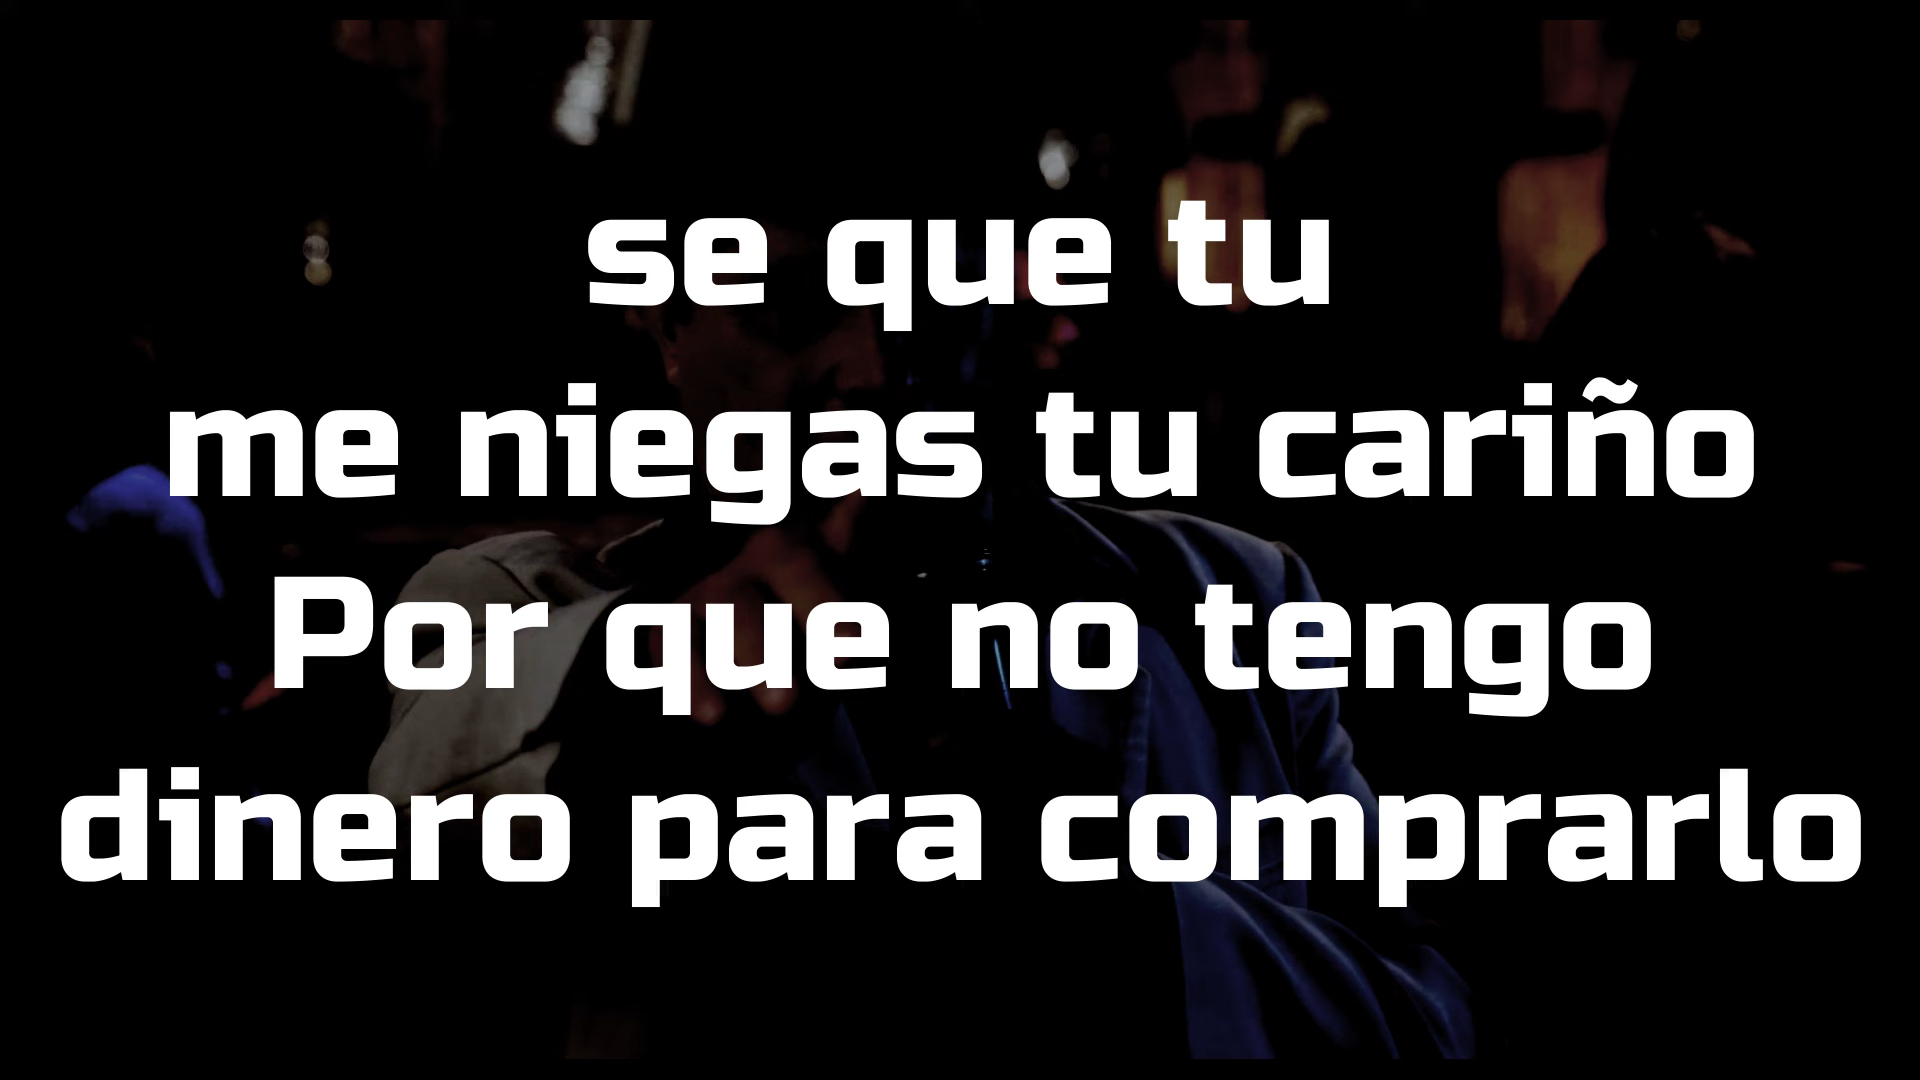 se que tu
me niegas tu cariño
Por que no tengo
dinero para comprarlo